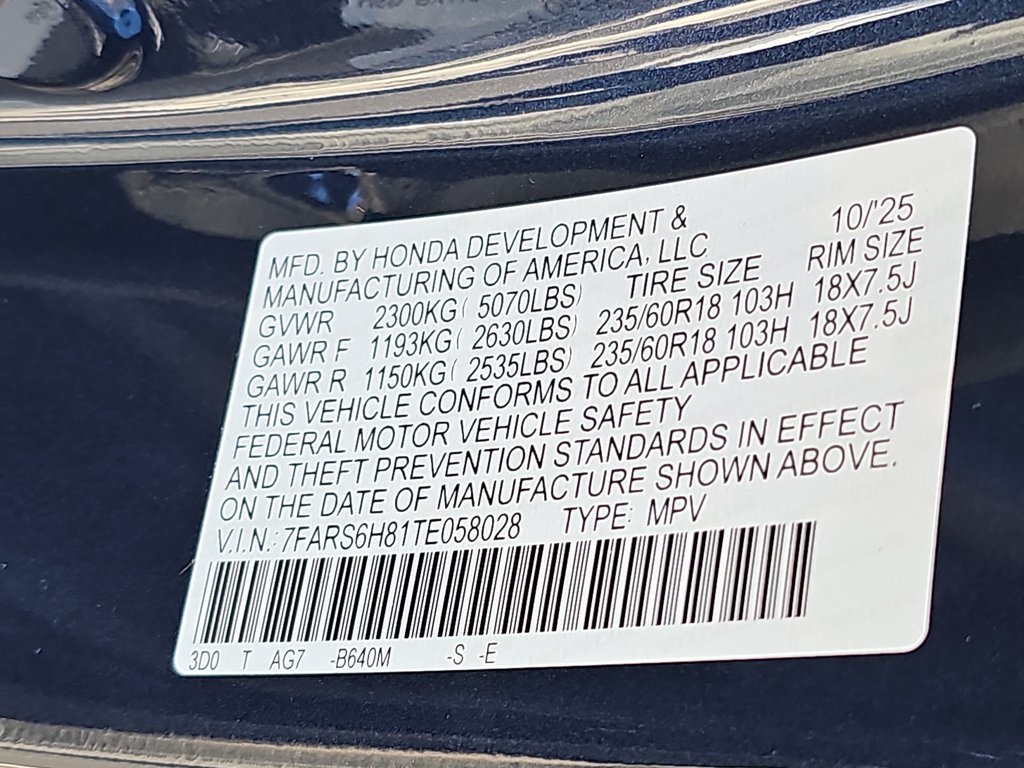 MFD. BY HONDA DEVELOPMENT & 10/'25
MANUFACTURING OF AMERICA, LLC
GVWR 2300KG( 5070LBS) TIRE SIZE RIM SIZE
GAWR F 1193KG( 2630LBS) 235/60R18 103H 18X7.5J
GAWR R 1150KG( 2535LBS) 235/60R18 103H 18X7.5J
THIS VEHICLE CONFORMS TO ALL APPLICABLE
FEDERAL MOTOR VEHICLE SAFETY
AND THEFT PREVENTION STANDARDS IN EFFECT
ON THE DATE OF MANUFACTURE SHOWN ABOVE.
V.I.N.: 7FARS6H81TE058028 TYPE: MPV
3D0 T AG7 -B640M -S -E